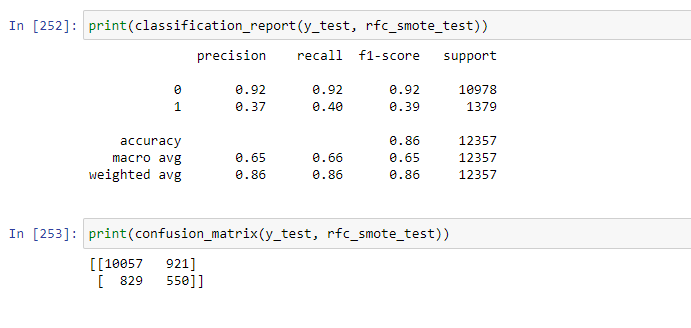 In [252]: print(classification_report(y_test, rfc_smote_test))
precision recall f1-score support
0 0.92 0.92 0.92 10978
1 0.37 0.40 0.39 1379
accuracy 0.86 12357
macro avg 0.65 0.66 0.65 12357
weighted avg 0.86 0.86 0.86 12357
In [253]: print(confusion_matrix(y_test, rfc_smote_test))
[[10057 921]
[ 829 550]]